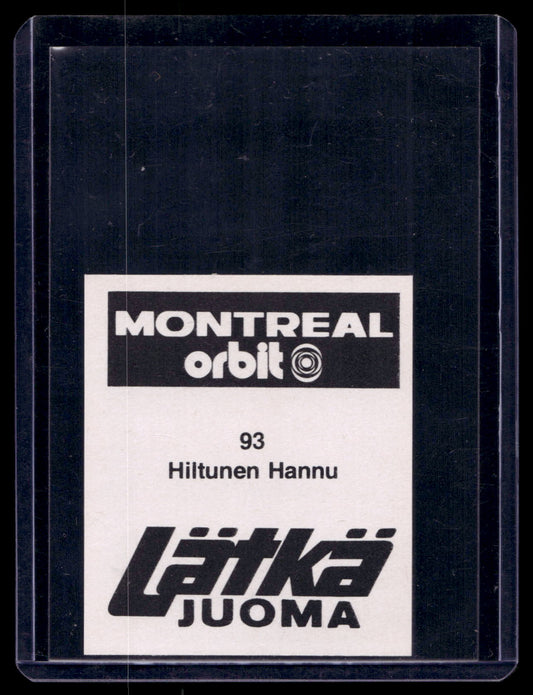 MONTREAL
orbit
93
Hiltunen Hannu
Lätkä
JUOMA